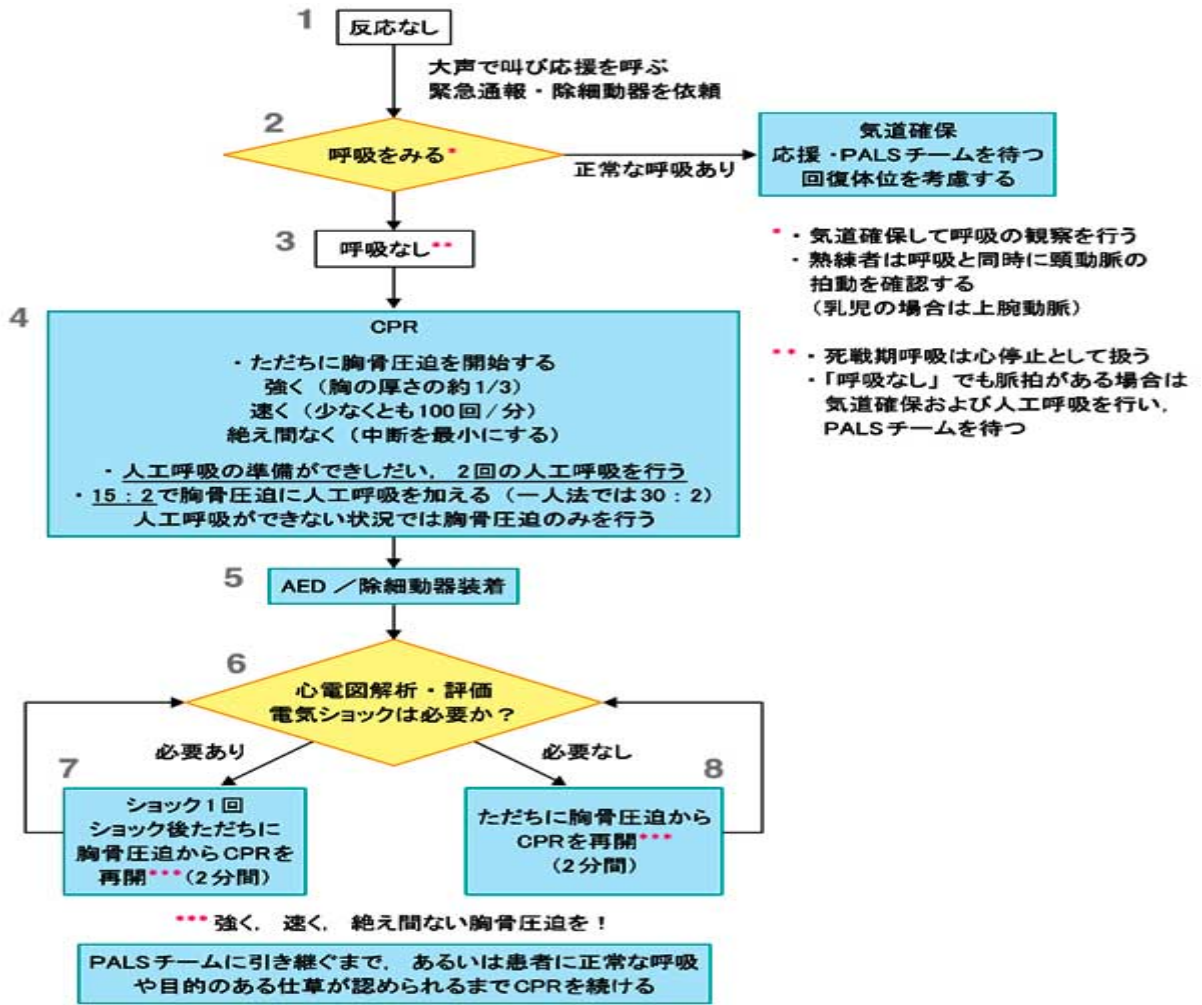 1
反応なし
大声で叫び応援を呼ぶ
緊急通報・除細動器を依頼
2
呼吸をみる*
正常な呼吸あり
気道確保
応援・PALSチームを待つ
回復体位を考慮する
3
呼吸なし**
*・気道確保して呼吸の観察を行う
・熟練者は呼吸と同時に頸動脈の
拍動を確認する
(乳児の場合は上腕動脈)
**・死戦期呼吸は心停止として扱う
・「呼吸なし」でも脈拍がある場合は
気道確保および人工呼吸を行い,
PALSチームを待つ
4
CPR
・ただちに胸骨圧迫を開始する
強く(胸の厚さの約1/3)
速く(少なくとも100回/分)
絶え間なく(中断を最小にする)
・人工呼吸の準備ができしだい, 2回の人工呼吸を行う
・15:2で胸骨圧迫に人工呼吸を加える(一人法では30:2)
人工呼吸ができない状況では胸骨圧迫のみを行う
5
AED/除細動器装着
6
心電図解析・評価
電気ショックは必要か?
必要あり
必要なし
7
ショック1回
ショック後ただちに
胸骨圧迫からCPRを
再開***(2分間)
8
ただちに胸骨圧迫から
CPRを再開***
(2分間)
***強く, 速く, 絶え間ない胸骨圧迫を!
PALSチームに引き継ぐまで, あるいは患者に正常な呼吸
や目的のある仕草が認められるまでCPRを続ける